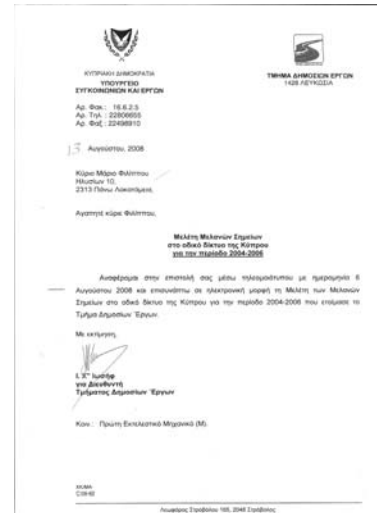 ΚΥΠΡΙΑΚΗ ΔΗΜΟΚΡΑΤΙΑ
ΥΠΟΥΡΓΕΙΟ
ΣΥΓΚΟΙΝΩΝΙΩΝ ΚΑΙ ΕΡΓΩΝ
ΤΜΗΜΑ ΔΗΜΟΣΙΩΝ ΕΡΓΩΝ
1428 ΛΕΥΚΩΣΙΑ
Αρ. Φακ.: 16.6.2.5
Αρ. Τηλ.: 22806655
Αρ. Φαξ: 22498910
13 Αυγούστου, 2008
Κύριο Μάριο Φιλίππου
Ηλυσίων 10,
2313 Πάνω Λακατάμεια,
Αγαπητέ κύριε Φιλίππου,
Μελέτη Μελανών Σημείων
στο οδικό δίκτυο της Κύπρου
για την περίοδο 2004-2006
Αναφέρομαι στην επιστολή σας μέσω τηλεομοιότυπου με ημερομηνία 6
Αυγούστου 2008 και επισυνάπτω σε ηλεκτρονική μορφή τη Μελέτη των Μελανών
Σημείων στο οδικό δίκτυο της Κύπρου για την περίοδο 2004-2006 που ετοίμασε το
Τμήμα Δημοσίων Έργων.
Με εκτίμηση,
Ι. Χ" Ιωσήφ
για Διευθυντή
Τμήματος Δημοσίων Έργων
Κοιν.: Πρώτη Εκτελεστικό Μηχανικό (Μ).
Λεωφόρος Στροβόλου 165, 2048 Στρόβολος